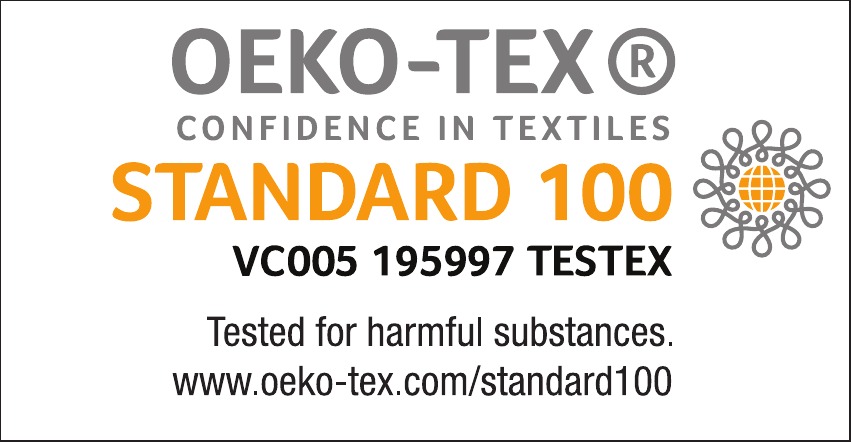 OEKO-TEX®
CONFIDENCE IN TEXTILES
STANDARD 100
VC005 195997 TESTEX
Tested for harmful substances.
www.oeko-tex.com/standard100